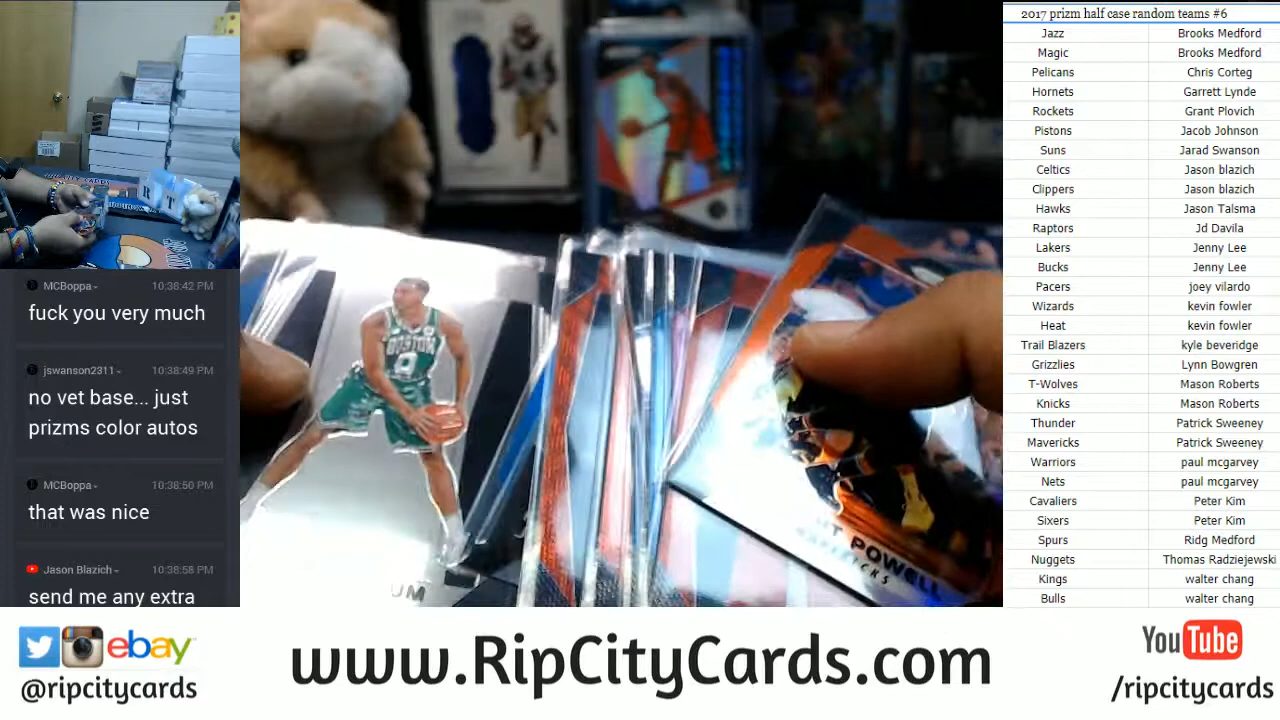 MCBoppa
10:38:42 PM
fuck you very much
jswanson2311
10:38:49 PM
no vet base... just
prizms color autos
MCBoppa
10:38:50 PM
that was nice
Jason Blazich
10:38:58 PM
send me any extra
R T
BOSTON
0
UM
POWELL
2017 prizm half case random teams #6
Jazz Brooks Medford
Magic Brooks Medford
Pelicans Chris Corteg
Hornets Garrett Lynde
Rockets Grant Plovich
Pistons Jacob Johnson
Suns Jarad Swanson
Celtics Jason blazich
Clippers Jason blazich
Hawks Jason Talsma
Raptors Jd Davila
Lakers Jenny Lee
Bucks Jenny Lee
Pacers joey vilardo
Wizards kevin fowler
Heat kevin fowler
Trail Blazers kyle beveridge
Grizzlies Lynn Bowgren
T-Wolves Mason Roberts
Knicks Mason Roberts
Thunder Patrick Sweeney
Mavericks Patrick Sweeney
Warriors paul mcgarvey
Nets paul mcgarvey
Cavaliers Peter Kim
Sixers Peter Kim
Spurs Ridg Medford
Nuggets Thomas Radziejewski
Kings walter chang
Bulls walter chang
ebay
@ripcitycards
www.RipCityCards.com
YouTube
/ripcitycards